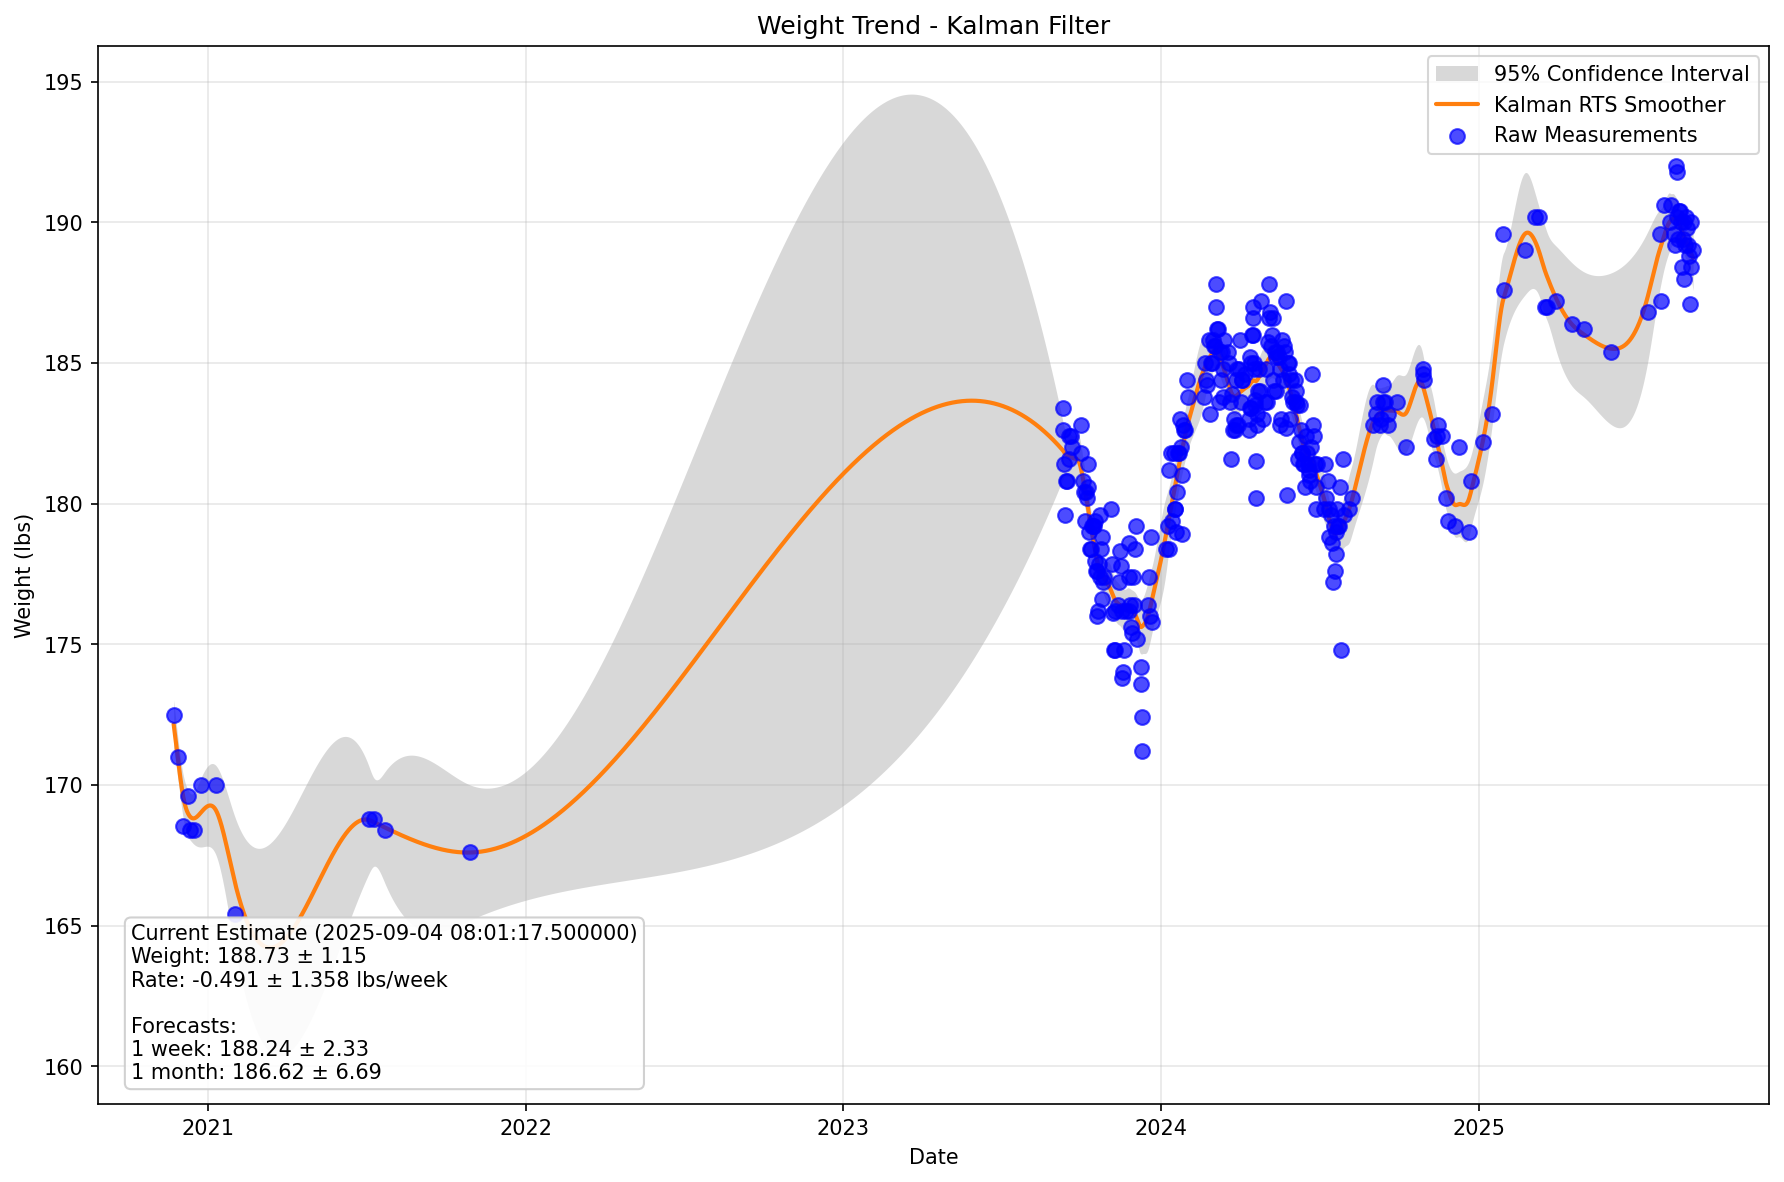 Weight Trend - Kalman Filter
95% Confidence Interval
Kalman RTS Smoother
Raw Measurements
Weight (lbs)
195
190
185
180
175
170
165
160
Current Estimate (2025-09-04 08:01:17.500000)
Weight: 188.73 ± 1.15
Rate: -0.491 ± 1.358 lbs/week
Forecasts:
1 week: 188.24 ± 2.33
1 month: 186.62 ± 6.69
2021 2022 2023 2024 2025
Date